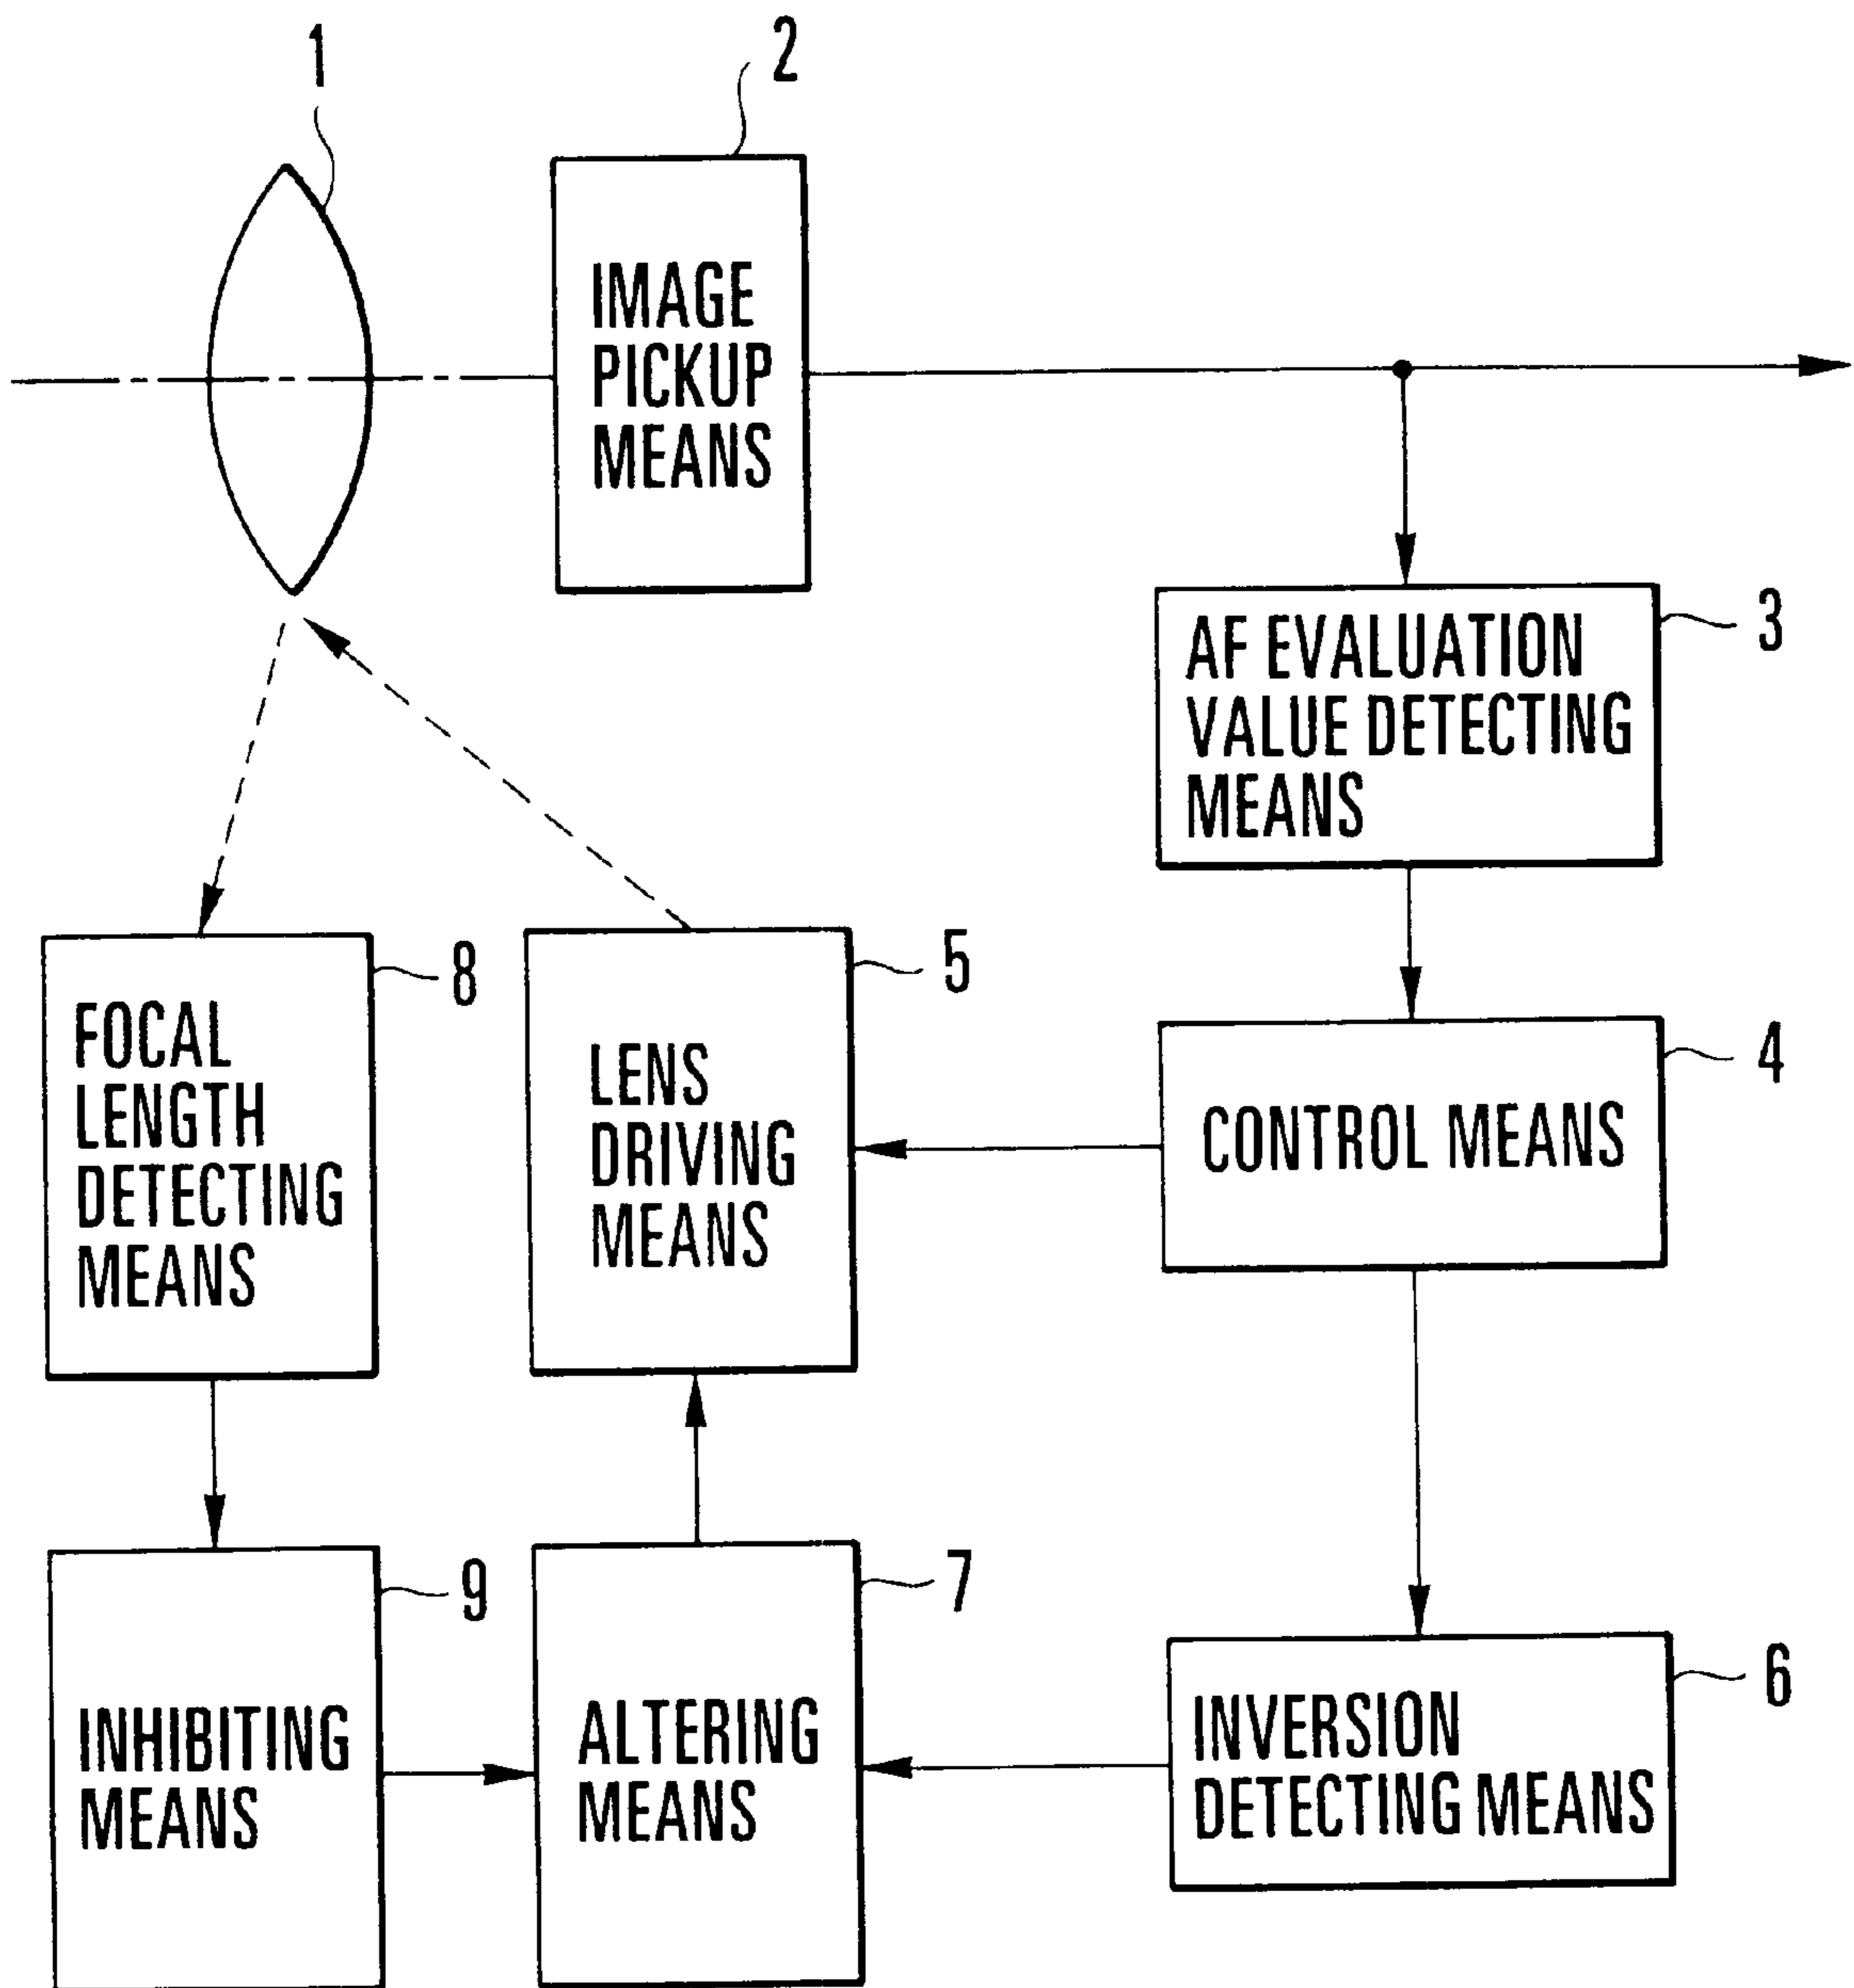 1
2
IMAGE
PICKUP
MEANS
3
AF EVALUATION
VALUE DETECTING
MEANS
8
FOCAL
LENGTH
DETECTING
MEANS
5
LENS
DRIVING
MEANS
4
CONTROL MEANS
9
INHIBITING
MEANS
7
ALTERING
MEANS
6
INVERSION
DETECTING MEANS